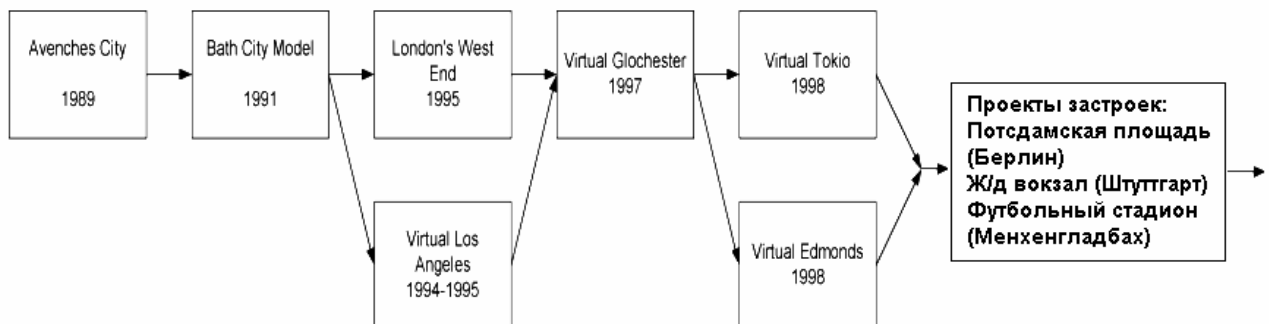 Avenches City
1989
Bath City Model
1991
London's West
End
1995
Virtual Los
Angeles
1994-1995
Virtual Glochester
1997
Virtual Tokio
1998
Virtual Edmonds
1998
Проекты застроек:
Потсдамская площадь
(Берлин)
Ж/д вокзал (Штуттгарт)
Футбольный стадион
(Менхенгладбах)